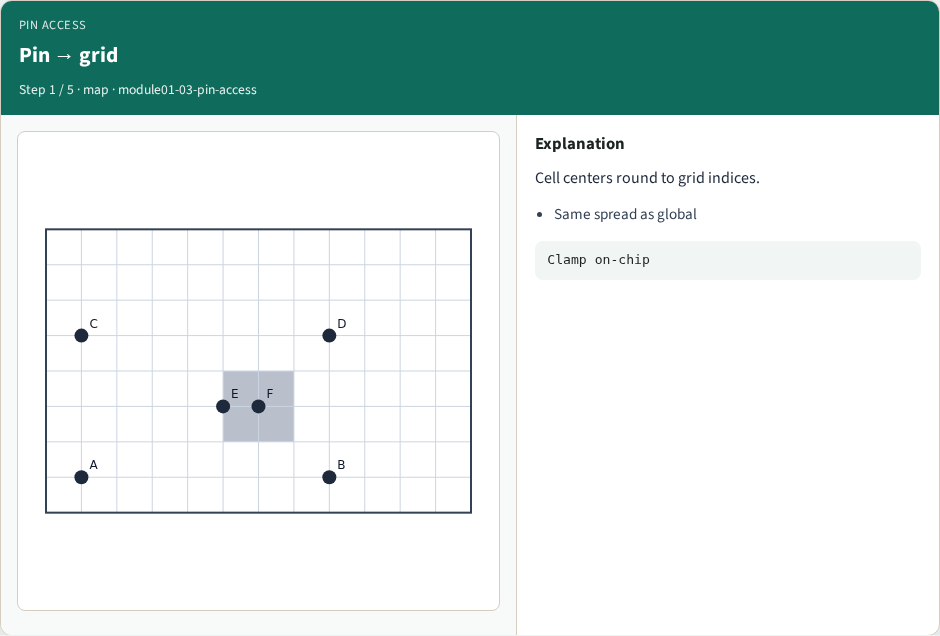 PIN ACCESS
Pin → grid
Step 1 / 5 · map · module01-03-pin-access
C
D
E
F
A
B
Explanation
Cell centers round to grid indices.
• Same spread as global
Clamp on-chip